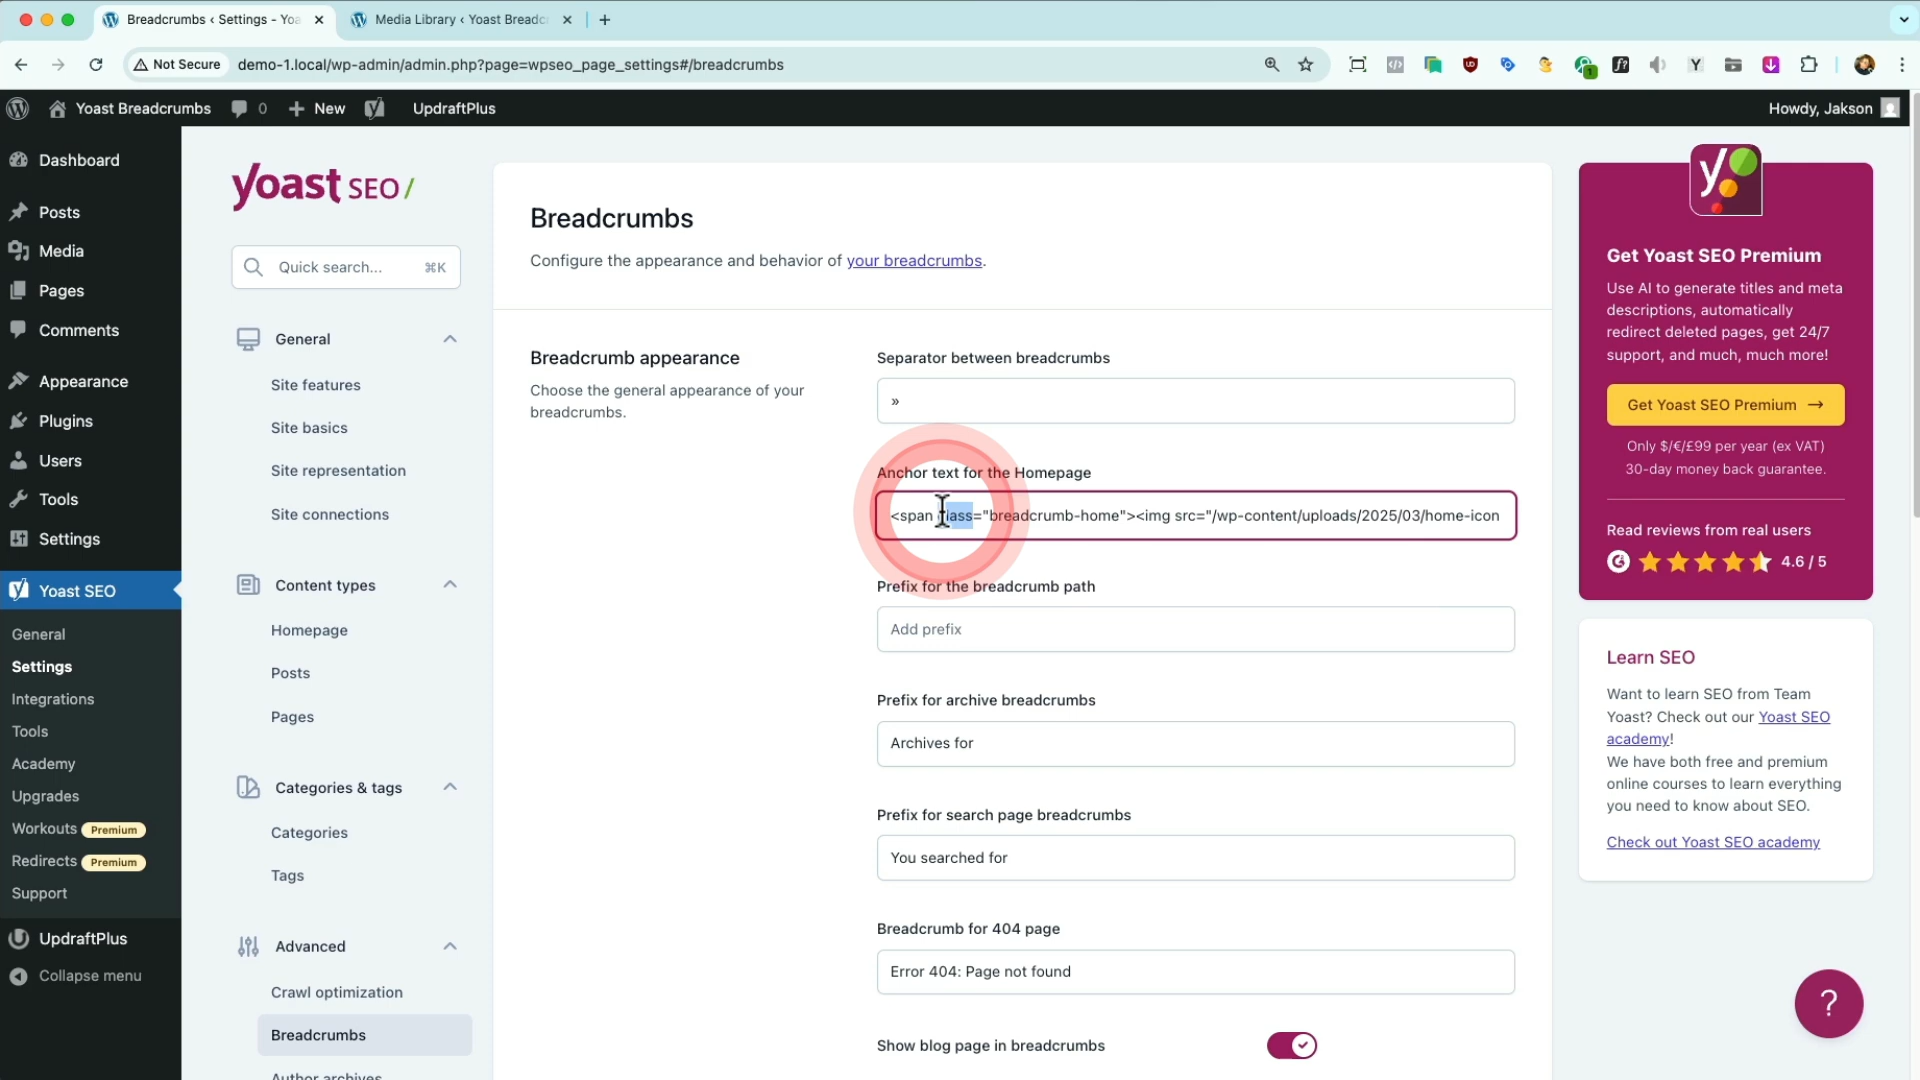 Breadcrumbs ‹ Settings - Yoa
Media Library ‹ Yoast Breadc
Not Secure
demo-1.local/wp-admin/admin.php?page=wpseo_page_settings#/breadcrumbs
Yoast Breadcrumbs
0
New
UpdraftPlus
Howdy, Jakson
Dashboard
Posts
Media
Pages
Comments
Appearance
Plugins
Users
Tools
Settings
Yoast SEO
General
Settings
Integrations
Tools
Academy
Upgrades
Workouts Premium
Redirects Premium
Support
UpdraftPlus
Collapse menu
yoast SEO/
Quick search... ⌘K
General
Site features
Site basics
Site representation
Site connections
Content types
Homepage
Posts
Pages
Categories & tags
Categories
Tags
Advanced
Crawl optimization
Breadcrumbs
Author archives
Breadcrumbs
Configure the appearance and behavior of your breadcrumbs.
Breadcrumb appearance
Choose the general appearance of your
breadcrumbs.
Separator between breadcrumbs
»
Anchor text for the Homepage
<span class="breadcrumb-home"><img src="/wp-content/uploads/2025/03/home-icon
Prefix for the breadcrumb path
Add prefix
Prefix for archive breadcrumbs
Archives for
Prefix for search page breadcrumbs
You searched for
Breadcrumb for 404 page
Error 404: Page not found
Show blog page in breadcrumbs
Get Yoast SEO Premium
Use AI to generate titles and meta
descriptions, automatically
redirect deleted pages, get 24/7
support, and much, much more!
Get Yoast SEO Premium →
Only $/€/£99 per year (ex VAT)
30-day money back guarantee.
Read reviews from real users
4.6 / 5
Learn SEO
Want to learn SEO from Team
Yoast? Check out our Yoast SEO
academy!
We have both free and premium
online courses to learn everything
you need to know about SEO.
Check out Yoast SEO academy
?